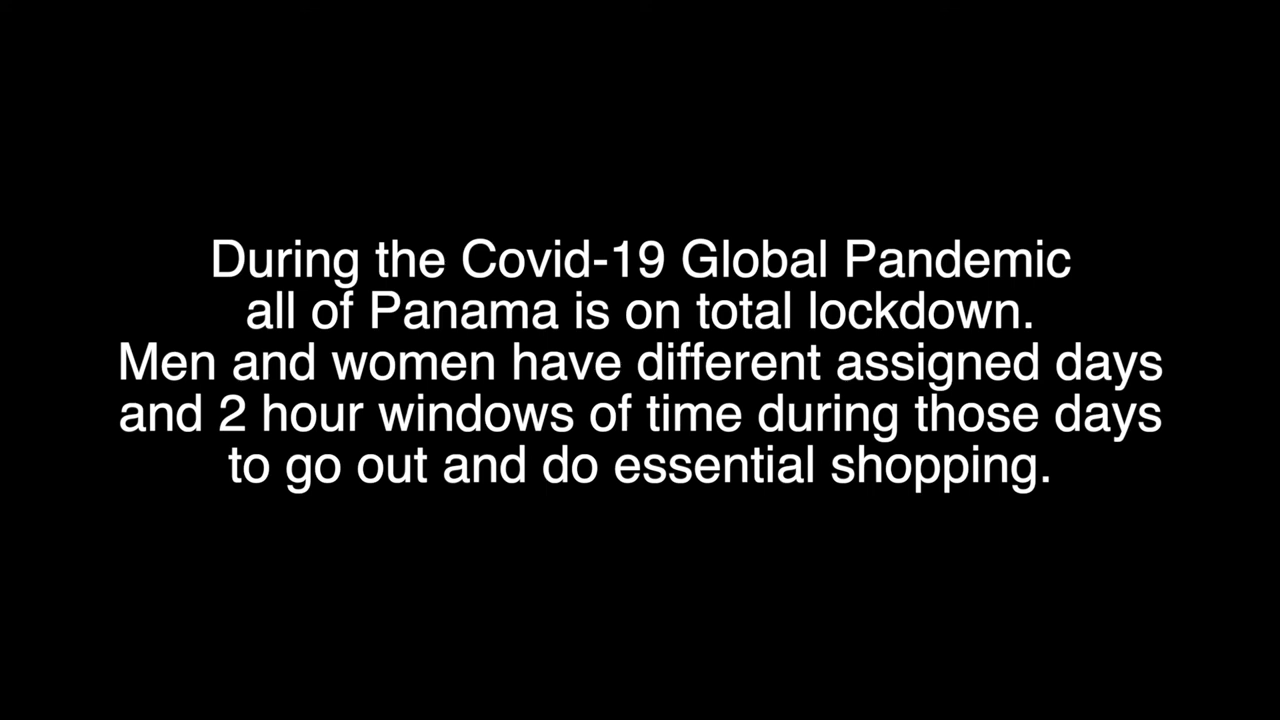 During the Covid-19 Global Pandemic
all of Panama is on total lockdown.
Men and women have different assigned days
and 2 hour windows of time during those days
to go out and do essential shopping.